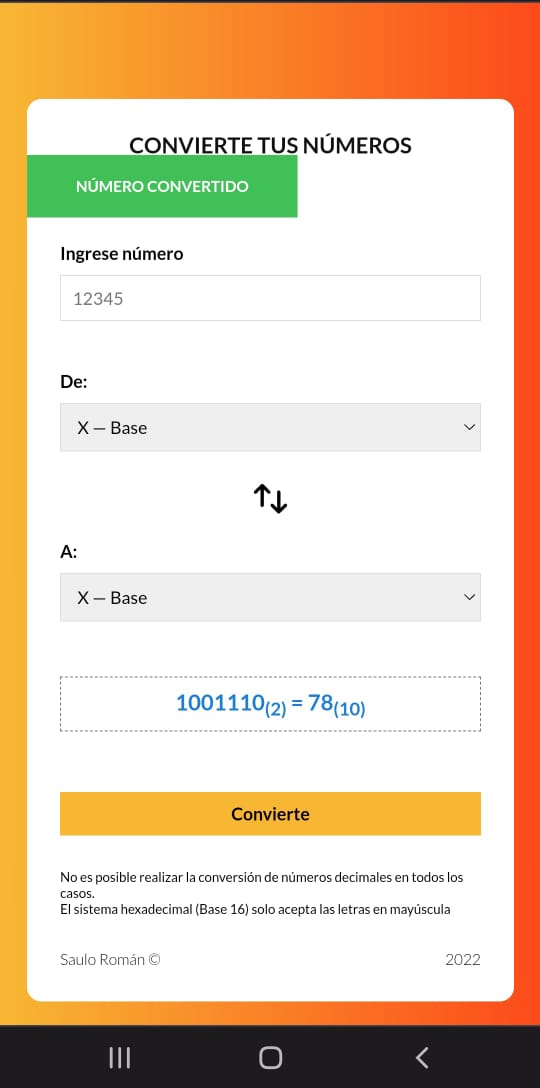 CONVIERTE TUS NÚMEROS
NÚMERO CONVERTIDO
Ingrese número
12345
De:
X — Base
A:
X — Base
1001110(2) = 78(10)
Convierte
No es posible realizar la conversión de números decimales en todos los
casos.
El sistema hexadecimal (Base 16) solo acepta las letras en mayúscula
Saulo Román © 2022